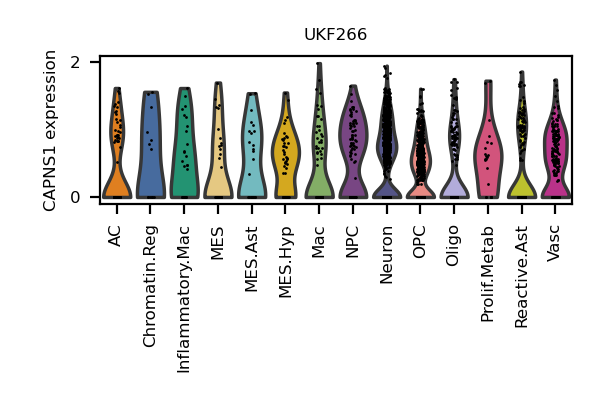 UKF266
CAPNS1 expression
2
0
AC
Chromatin.Reg
Inflammatory.Mac
MES
MES.Ast
MES.Hyp
Mac
NPC
Neuron
OPC
Oligo
Prolif.Metab
Reactive.Ast
Vasc